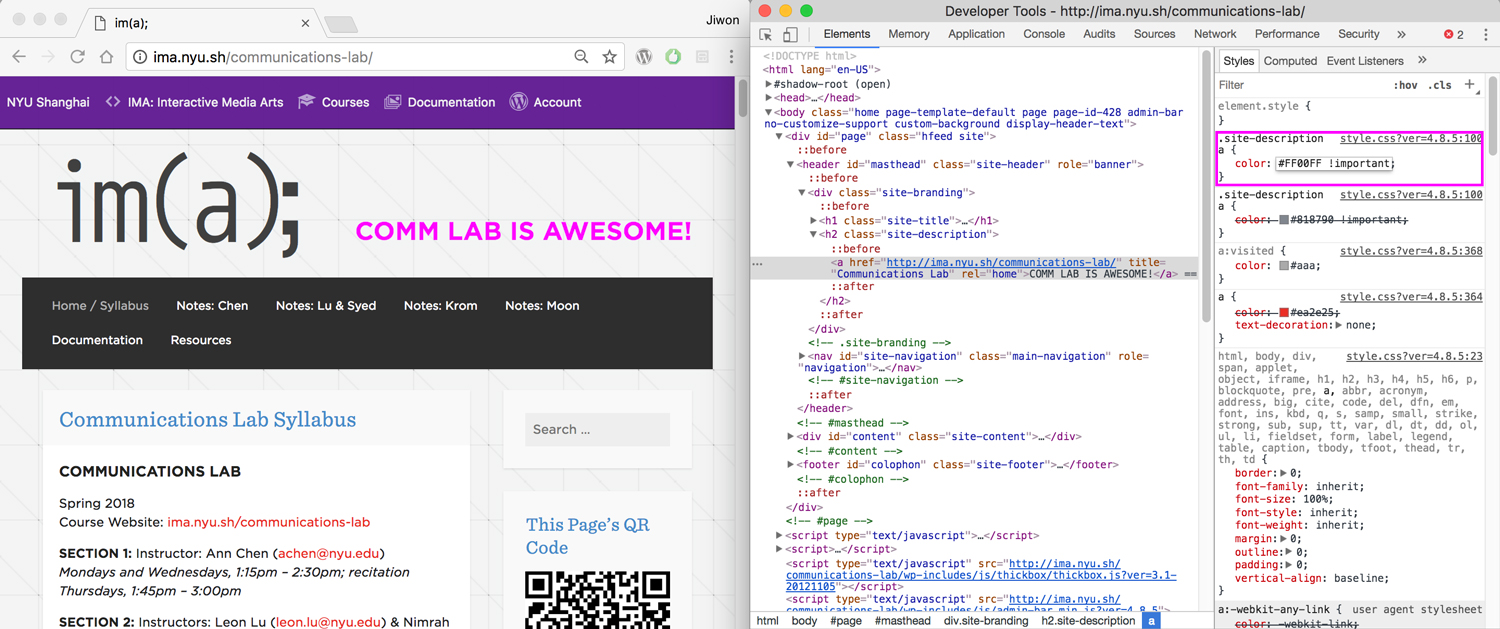 im(a);
Jiwon
ima.nyu.sh/communications-lab/
NYU Shanghai
IMA: Interactive Media Arts
Courses
Documentation
Account
im(a);
COMM LAB IS AWESOME!
Home / Syllabus
Notes: Chen
Notes: Lu & Syed
Notes: Krom
Notes: Moon
Documentation
Resources
Communications Lab Syllabus
COMMUNICATIONS LAB
Spring 2018
Course Website: ima.nyu.sh/communications-lab
SECTION 1: Instructor: Ann Chen (achen@nyu.edu)
Mondays and Wednesdays, 1:15pm – 2:30pm; recitation
Thursdays, 1:45pm – 3:00pm
SECTION 2: Instructors: Leon Lu (leon.lu@nyu.edu) & Nimrah
Search ...
This Page's QR
Code
Developer Tools - http://ima.nyu.sh/communications-lab/
Elements Memory Application Console Audits Sources Network Performance Security » 2
<!DOCTYPE html>
<html lang="en-US">
▶#shadow-root (open)
▶<head>…</head>
▼<body class="home page-template-default page page-id-428 admin-bar
no-customize-support custom-background display-header-text">
▼<div id="page" class="hfeed site">
::before
▼<header id="masthead" class="site-header" role="banner">
::before
▼<div class="site-branding">
::before
▶<h1 class="site-title">…</h1>
▼<h2 class="site-description">
::before
<a href="http://ima.nyu.sh/communications-lab/" title=
"Communications Lab" rel="home">COMM LAB IS AWESOME!</a> ==
::after
</h2>
::after
</div>
<!-- .site-branding -->
▶<nav id="site-navigation" class="main-navigation" role=
"navigation">…</nav>
<!-- #site-navigation -->
::after
</header>
<!-- #masthead -->
▶<div id="content" class="site-content">…</div>
<!-- #content -->
▶<footer id="colophon" class="site-footer">…</footer>
<!-- #colophon -->
::after
</div>
<!-- #page -->
▶<script type="text/javascript">…</script>
▶<script>…</script>
<script type="text/javascript" src="http://ima.nyu.sh/
communications-lab/wp-includes/js/thickbox/thickbox.js?ver=3.1-
20121105"></script>
<script type="text/javascript" src="http://ima.nyu.sh/
communications-lab/wp-includes/js/admin-bar.min.js?ver=4.8.5">
html body #page #masthead div.site-branding h2.site-description a
Styles Computed Event Listeners »
Filter :hov .cls +
element.style {
}
.site-description style.css?ver=4.8.5:100
a {
color: #FF00FF !important;
}
.site-description style.css?ver=4.8.5:100
a {
color: #818790 !important;
}
a:visited { style.css?ver=4.8.5:368
color: #aaa;
}
a { style.css?ver=4.8.5:364
color: #ea2e25;
text-decoration:▶none;
}
html, body, div, style.css?ver=4.8.5:23
span, applet,
object, iframe, h1, h2, h3, h4, h5, h6, p,
blockquote, pre, a, abbr, acronym,
address, big, cite, code, del, dfn, em,
font, ins, kbd, q, s, samp, small, strike,
strong, sub, sup, tt, var, dl, dt, dd, ol,
ul, li, fieldset, form, label, legend,
table, caption, tbody, tfoot, thead, tr,
th, td {
border:▶0;
font-family: inherit;
font-size: 100%;
font-style: inherit;
font-weight: inherit;
margin:▶0;
outline:▶0;
padding:▶0;
vertical-align: baseline;
}
a:-webkit-any-link { user agent stylesheet
color: -webkit-link;